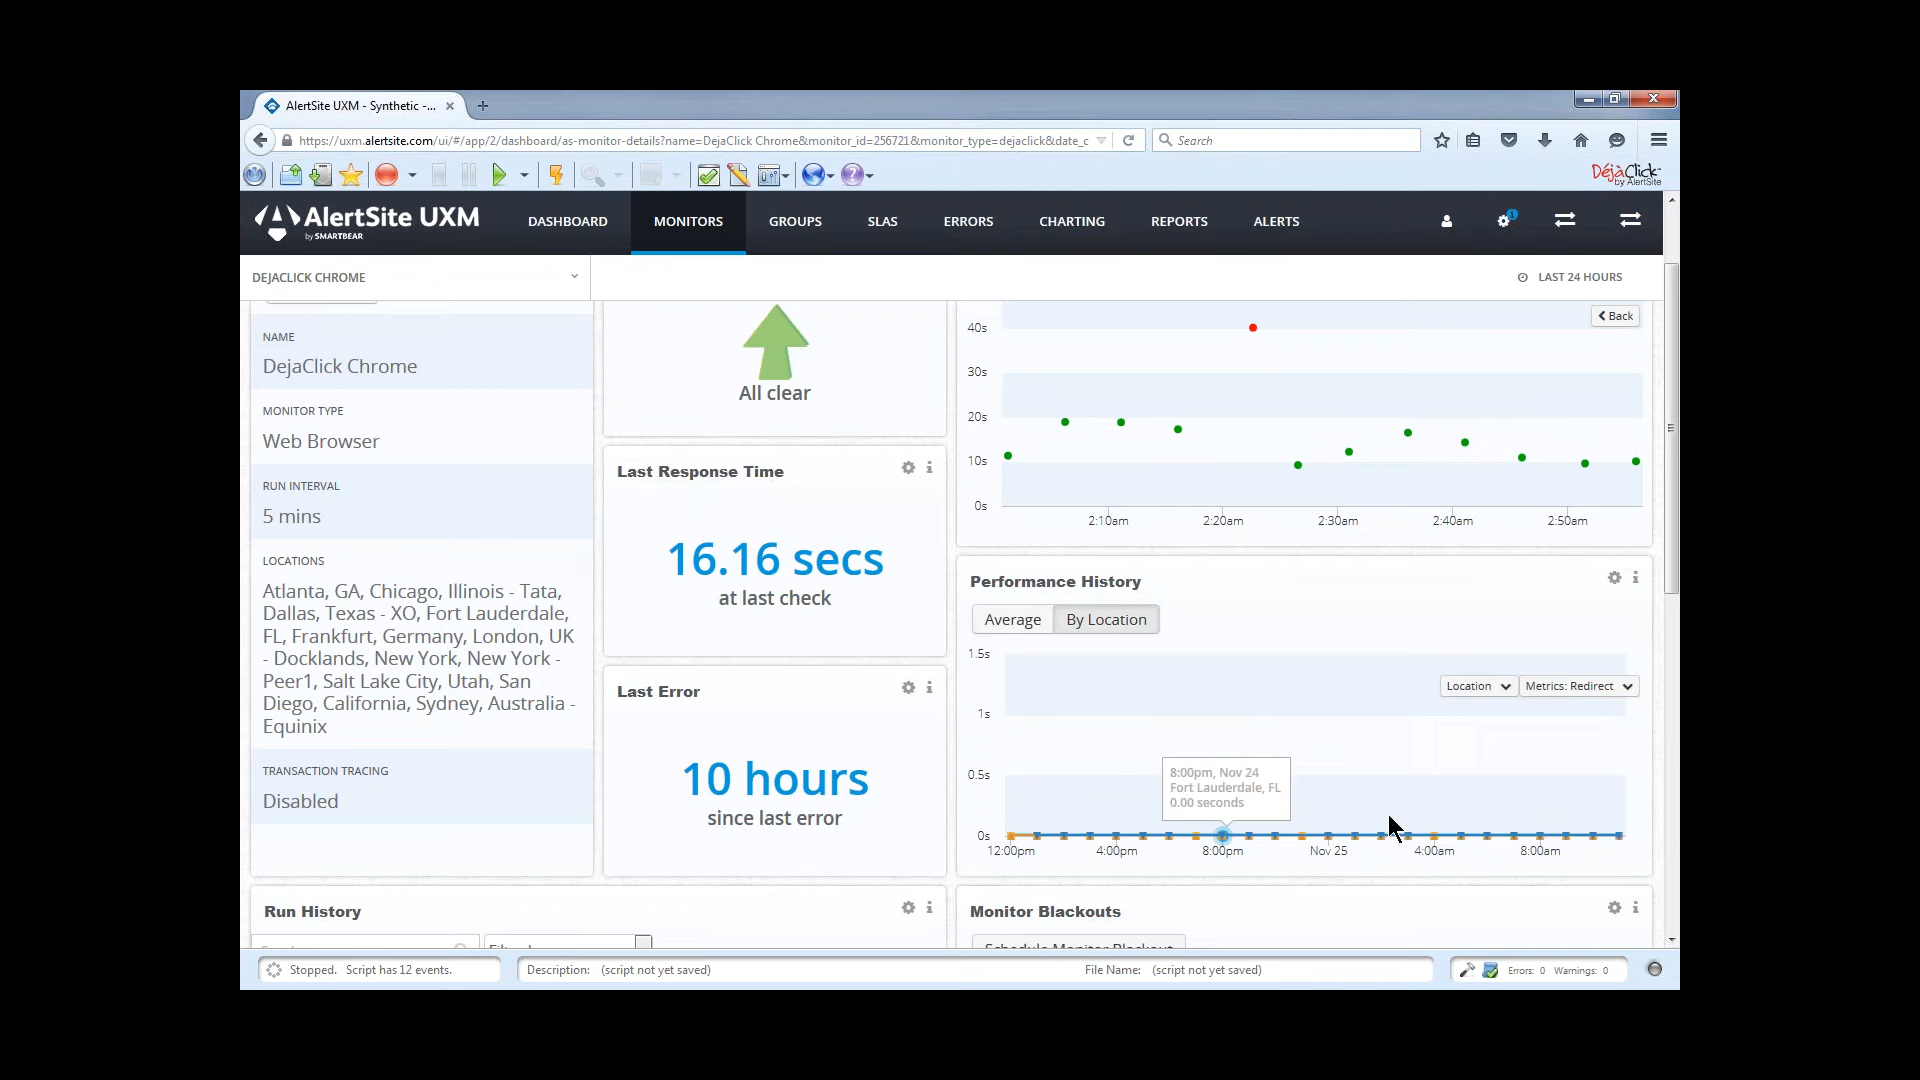 AlertSite UXM - Synthetic -...
https://uxm.alertsite.com/ui/#/app/2/dashboard/as-monitor-details?name=DejaClick Chrome&monitor_id=256721&monitor_type=dejaclick&date_c
Search
DéjàClick
by AlertSite
AlertSite UXM
by SMARTBEAR
DASHBOARD
MONITORS
GROUPS
SLAS
ERRORS
CHARTING
REPORTS
ALERTS
DEJACLICK CHROME
LAST 24 HOURS
NAME
DejaClick Chrome
MONITOR TYPE
Web Browser
RUN INTERVAL
5 mins
LOCATIONS
Atlanta, GA, Chicago, Illinois - Tata,
Dallas, Texas - XO, Fort Lauderdale,
FL, Frankfurt, Germany, London, UK
- Docklands, New York, New York -
Peer1, Salt Lake City, Utah, San
Diego, California, Sydney, Australia -
Equinix
TRANSACTION TRACING
Disabled
All clear
Last Response Time
16.16 secs
at last check
Last Error
10 hours
since last error
Back
40s
30s
20s
10s
0s
2:10am 2:20am 2:30am 2:40am 2:50am
Performance History
Average By Location
1.5s
Location Metrics: Redirect
1s
0.5s
8:00pm, Nov 24
Fort Lauderdale, FL
0.00 seconds
0s
12:00pm 4:00pm 8:00pm Nov 25 4:00am 8:00am
Run History
Monitor Blackouts
Schedule Monitor Blackout
Stopped. Script has 12 events.
Description: (script not yet saved)
File Name: (script not yet saved)
Errors: 0 Warnings: 0